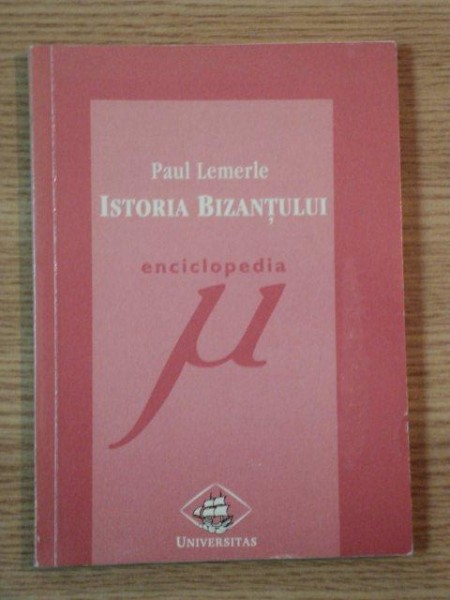 Paul Lemerle
ISTORIA BIZANȚULUI
enciclopedia
µ
UNIVERSITAS